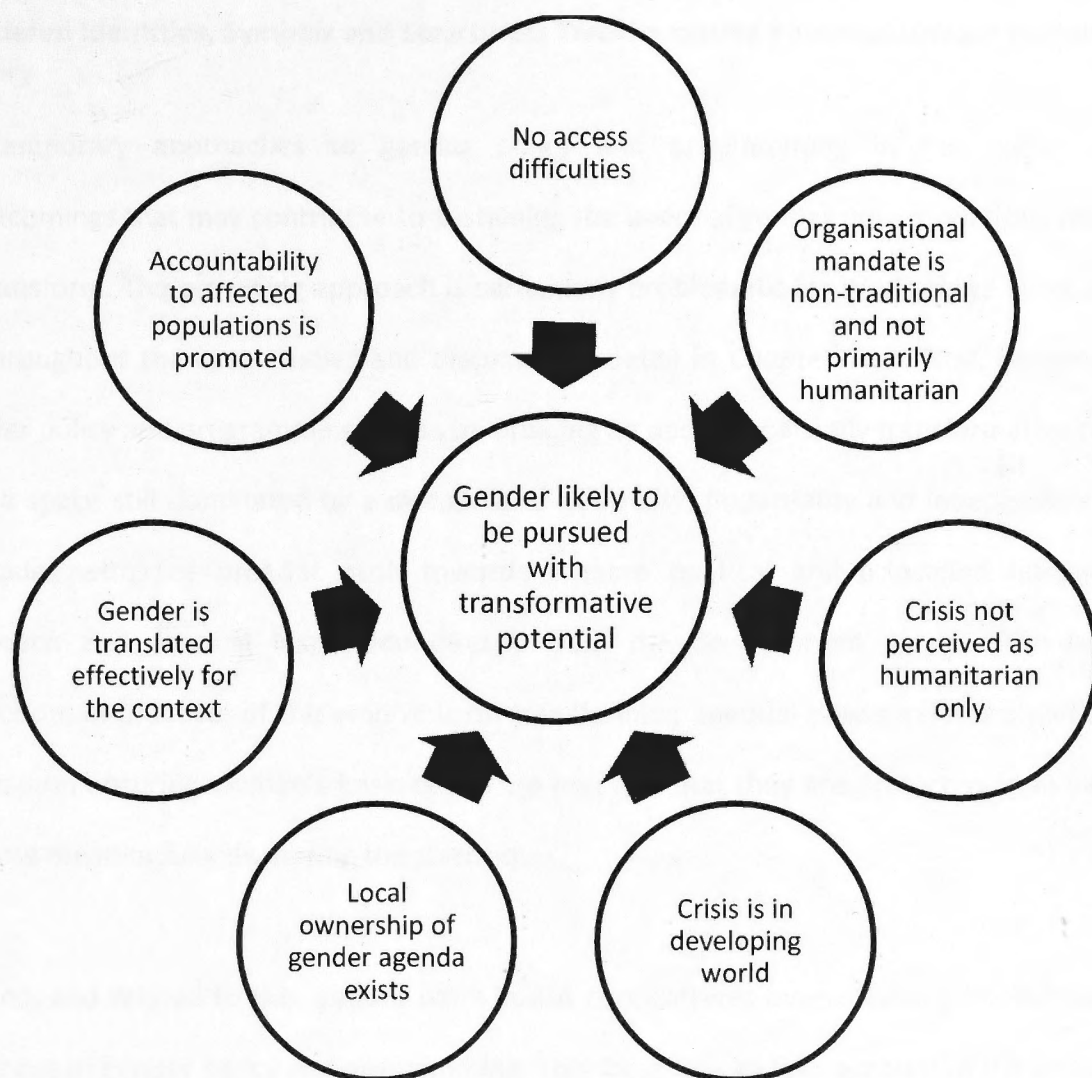 No access
difficulties
Organisational
mandate is
non-traditional
and not
primarily
humanitarian
Crisis not
perceived as
humanitarian
only
Crisis is in
developing
world
Local
ownership of
gender agenda
exists
Gender is
translated
effectively for
the context
Accountability
to affected
populations is
promoted
Gender likely to
be pursued
with
transformative
potential